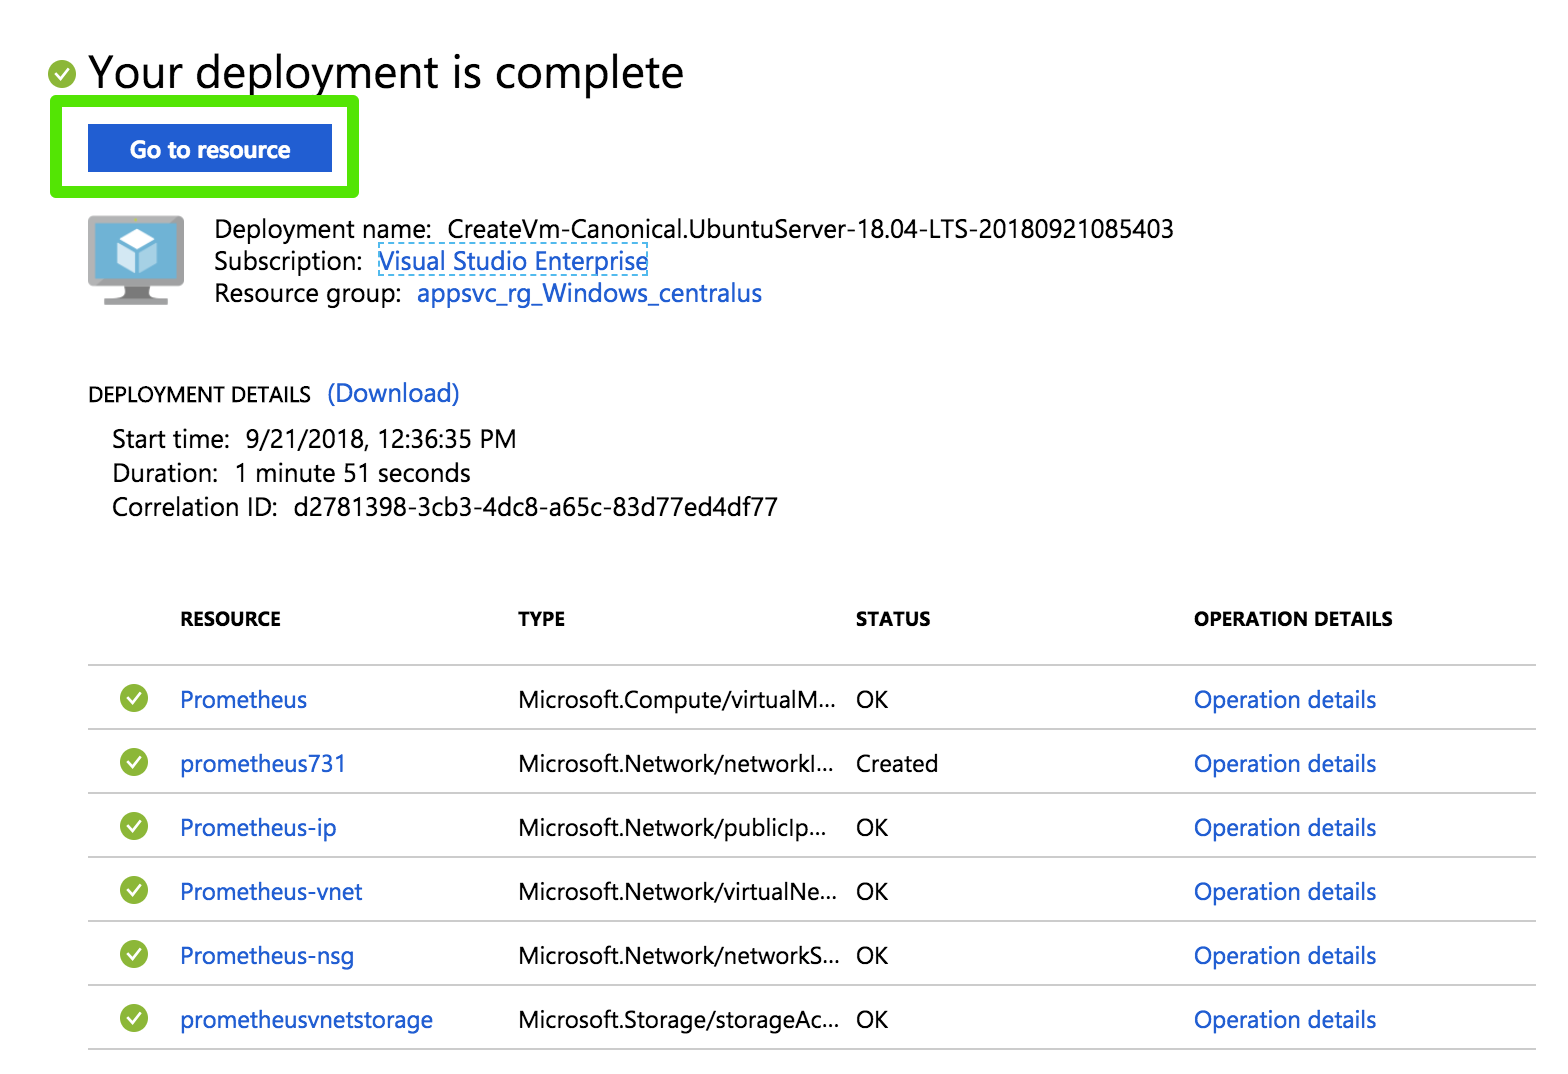 Your deployment is complete
Go to resource
Deployment name: CreateVm-Canonical.UbuntuServer-18.04-LTS-20180921085403
Subscription: Visual Studio Enterprise
Resource group: appsvc_rg_Windows_centralus
DEPLOYMENT DETAILS (Download)
Start time: 9/21/2018, 12:36:35 PM
Duration: 1 minute 51 seconds
Correlation ID: d2781398-3cb3-4dc8-a65c-83d77ed4df77
RESOURCE TYPE STATUS OPERATION DETAILS
Prometheus Microsoft.Compute/virtualM... OK Operation details
prometheus731 Microsoft.Network/networkI... Created Operation details
Prometheus-ip Microsoft.Network/publicIp... OK Operation details
Prometheus-vnet Microsoft.Network/virtualNe... OK Operation details
Prometheus-nsg Microsoft.Network/networkS... OK Operation details
prometheusvnetstorage Microsoft.Storage/storageAc... OK Operation details